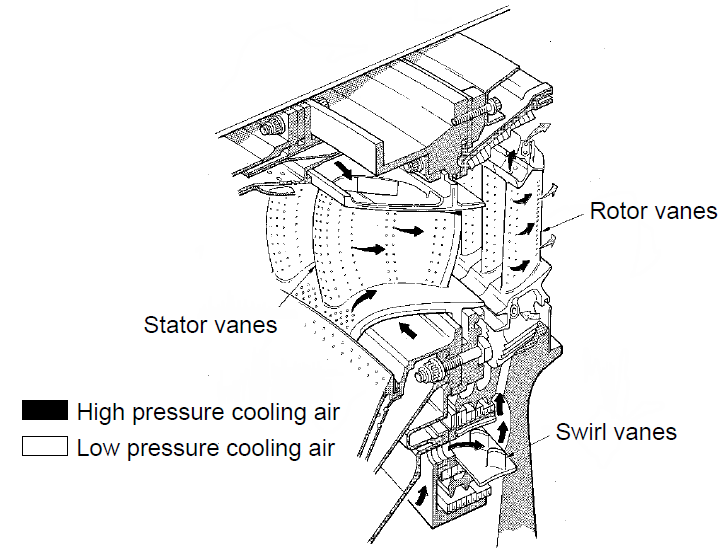 Rotor vanes
Stator vanes
High pressure cooling air
Low pressure cooling air
Swirl vanes